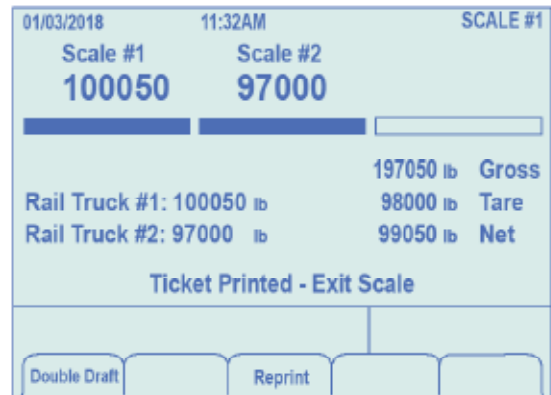 01/03/2018 11:32AM SCALE #1
Scale #1 Scale #2
100050 97000
197050 lb Gross
Rail Truck #1: 100050 lb 98000 lb Tare
Rail Truck #2: 97000 lb 99050 lb Net
Ticket Printed - Exit Scale
Double Draft Reprint